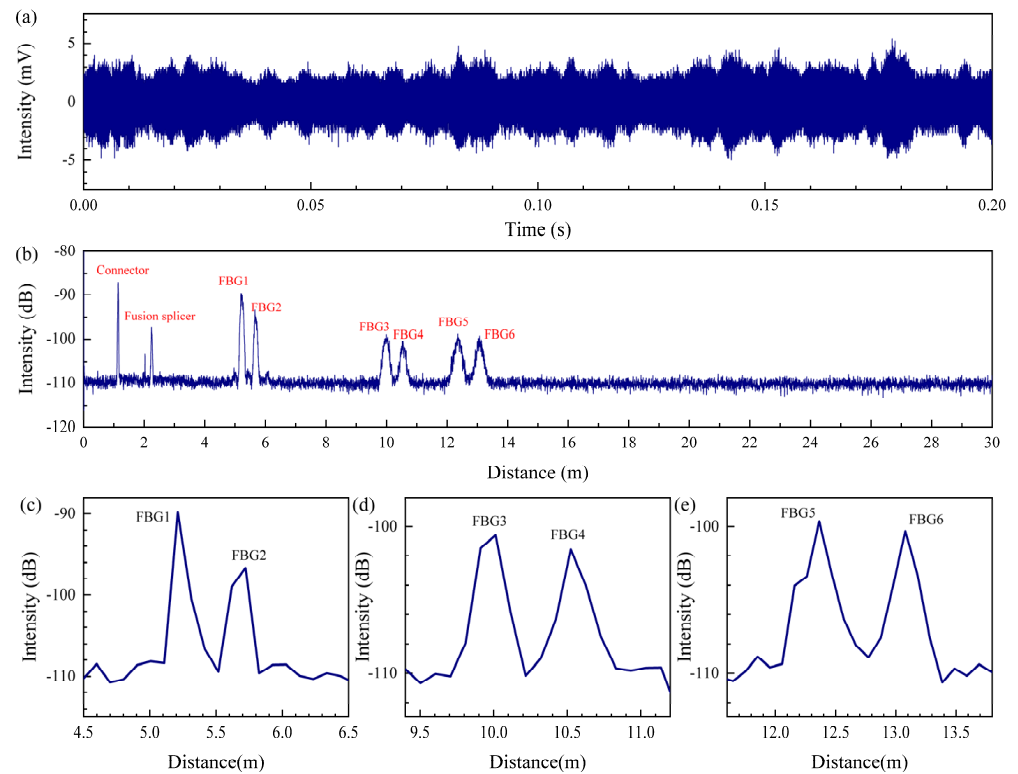 (a)
Intensity (mV)
5
0
-5
0.00 0.05 0.10 0.15 0.20
Time (s)
(b)
Intensity (dB)
-80
-90
-100
-110
-120
Connector
Fusion splicer
FBG1
FBG2
FBG3
FBG4
FBG5
FBG6
0 2 4 6 8 10 12 14 16 18 20 22 24 26 28 30
Distance (m)
(c)
Intensity (dB)
-90
-100
-110
FBG1
FBG2
4.5 5.0 5.5 6.0 6.5
Distance(m)
(d)
Intensity (dB)
-100
-110
FBG3
FBG4
9.5 10.0 10.5 11.0
Distance(m)
(e)
Intensity (dB)
-100
-110
FBG5
FBG6
12.0 12.5 13.0 13.5
Distance(m)